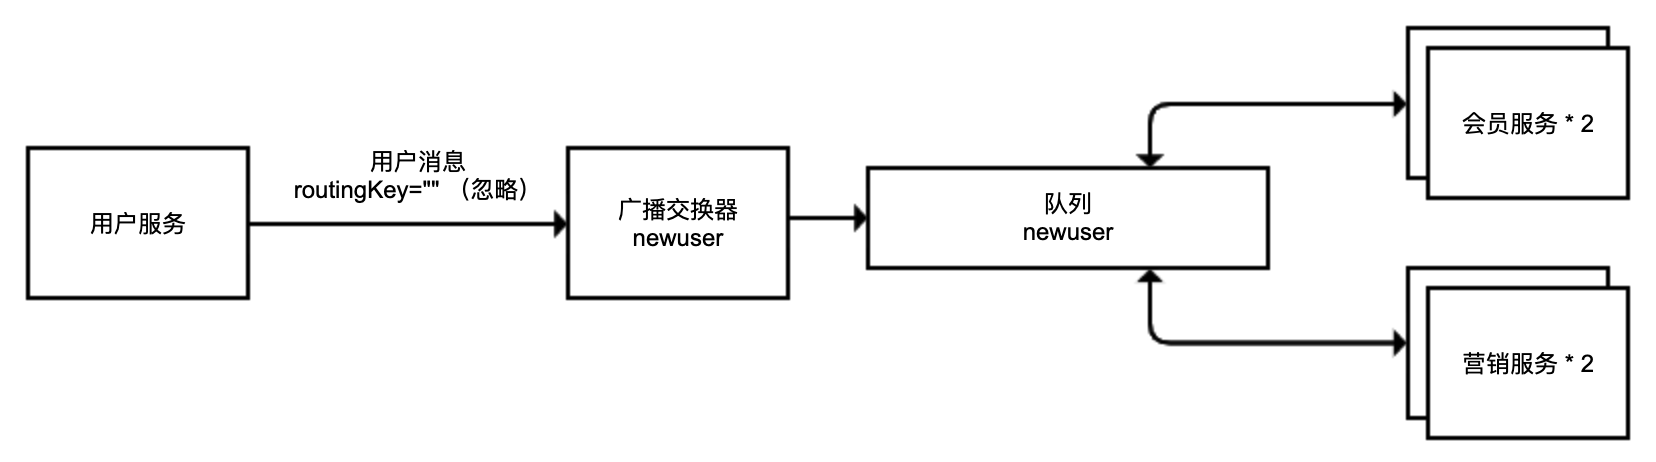 用户服务
用户消息
routingKey=""（忽略）
广播交换器
newuser
队列
newuser
会员服务 * 2
营销服务 * 2